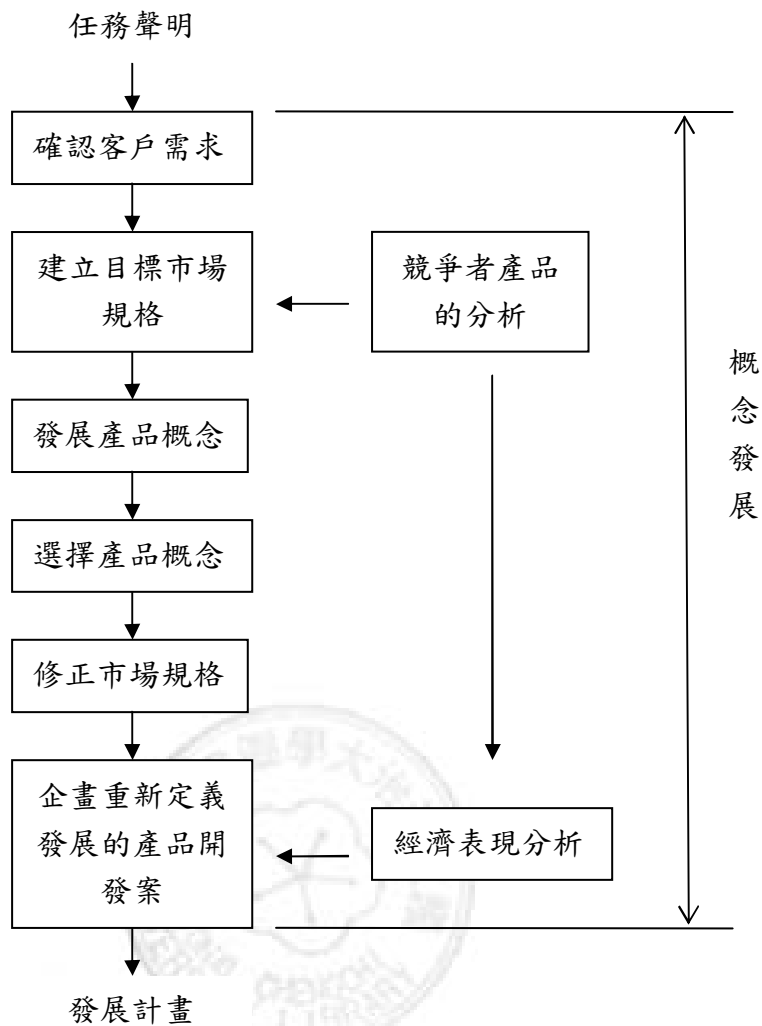 任務聲明
確認客戶需求
建立目標市場
規格
競爭者產品
的分析
發展產品概念
選擇產品概念
修正市場規格
企畫重新定義
發展的產品開
發案
經濟表現分析
發展計畫
概
念
發
展